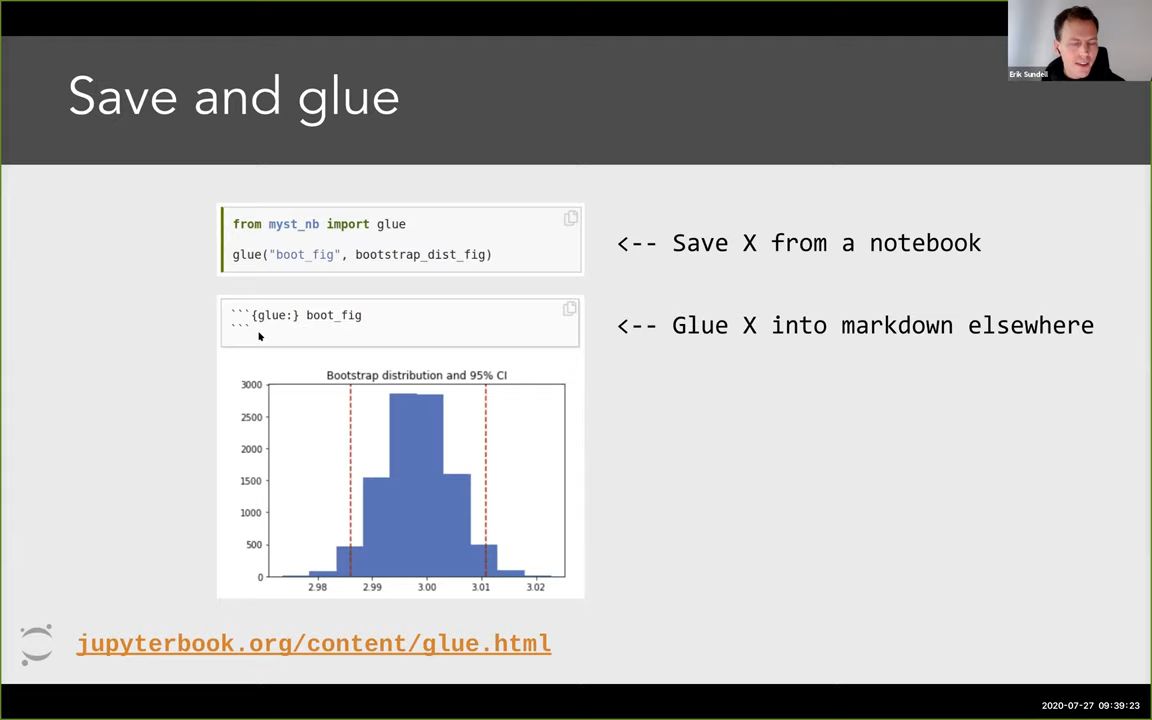 Erik Sundell
Save and glue
from myst_nb import glue
glue("boot_fig", bootstrap_dist_fig)
<-- Save X from a notebook
```{glue:} boot_fig
```
<-- Glue X into markdown elsewhere
Bootstrap distribution and 95% CI
3000
2500
2000
1500
1000
500
0
2.98 2.99 3.00 3.01 3.02
jupyterbook.org/content/glue.html
2020-07-27 09:39:23